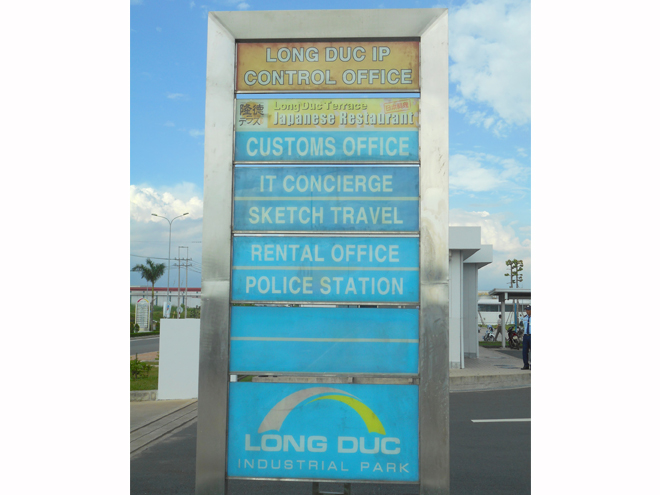 LONG DUC IP
CONTROL OFFICE
隆徳
テラス
Long Duc Terrace
Japanese Restaurant
CUSTOMS OFFICE
IT CONCIERGE
SKETCH TRAVEL
RENTAL OFFICE
POLICE STATION
LONG DUC
INDUSTRIAL PARK